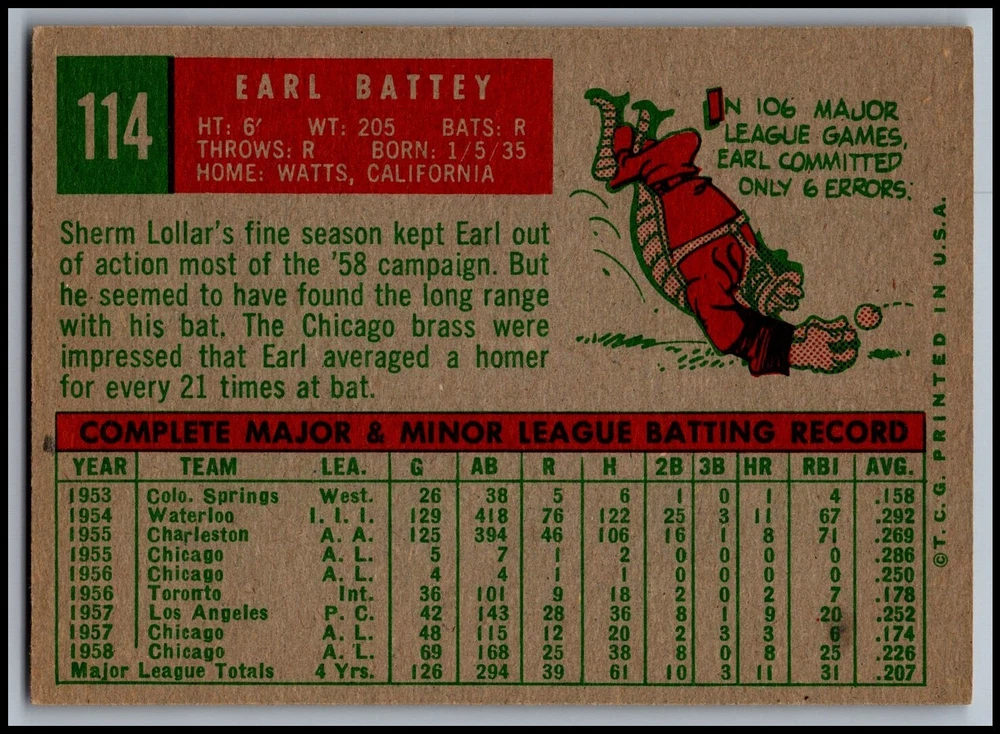 114
EARL BATTEY
HT: 6' WT: 205 BATS: R
THROWS: R BORN: 1/5/35
HOME: WATTS, CALIFORNIA
IN 106 MAJOR
LEAGUE GAMES,
EARL COMMITTED
ONLY 6 ERRORS.
Sherm Lollar's fine season kept Earl out
of action most of the '58 campaign. But
he seemed to have found the long range
with his bat. The Chicago brass were
impressed that Earl averaged a homer
for every 21 times at bat.
COMPLETE MAJOR & MINOR LEAGUE BATTING RECORD
YEAR TEAM LEA. G AB R H 2B 3B HR RBI AVG.
1953 Colo. Springs West. 26 38 5 6 1 0 1 4 .158
1954 Waterloo I. I. I. 129 418 76 122 25 3 11 67 .292
1955 Charleston A. A. 125 394 46 106 16 1 8 71 .269
1955 Chicago A. L. 5 7 1 2 0 0 0 0 .286
1956 Chicago A. L. 4 4 1 1 0 0 0 0 .250
1956 Toronto Int. 36 101 9 18 2 0 2 7 .178
1957 Los Angeles P. C. 42 143 28 36 8 1 9 20 .252
1957 Chicago A. L. 48 115 12 20 2 3 3 6 .174
1958 Chicago A. L. 69 168 25 38 8 0 8 25 .226
Major League Totals 4 Yrs. 126 294 39 61 10 3 11 31 .207
©T.C.G. PRINTED IN U.S.A.